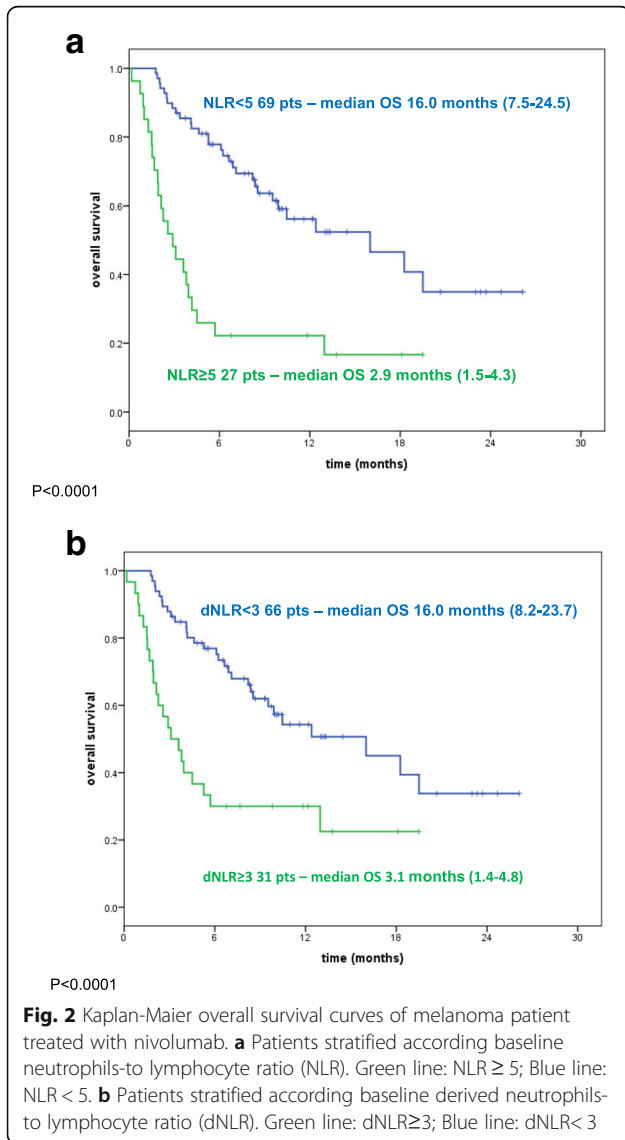 a
1.0
0.8
0.6
0.4
0.2
0.0
overall survival
NLR<5 69 pts – median OS 16.0 months (7.5-24.5)
NLR≥5 27 pts – median OS 2.9 months (1.5-4.3)
0 6 12 18 24 30
time (months)
P<0.0001
b
1.0
0.8
0.6
0.4
0.2
0.0
overall survival
dNLR<3 66 pts – median OS 16.0 months (8.2-23.7)
dNLR≥3 31 pts – median OS 3.1 months (1.4-4.8)
0 6 12 18 24 30
time (months)
P<0.0001
Fig. 2 Kaplan-Maier overall survival curves of melanoma patient
treated with nivolumab. a Patients stratified according baseline
neutrophils-to lymphocyte ratio (NLR). Green line: NLR ≥ 5; Blue line:
NLR < 5. b Patients stratified according baseline derived neutrophils-
to lymphocyte ratio (dNLR). Green line: dNLR≥3; Blue line: dNLR< 3